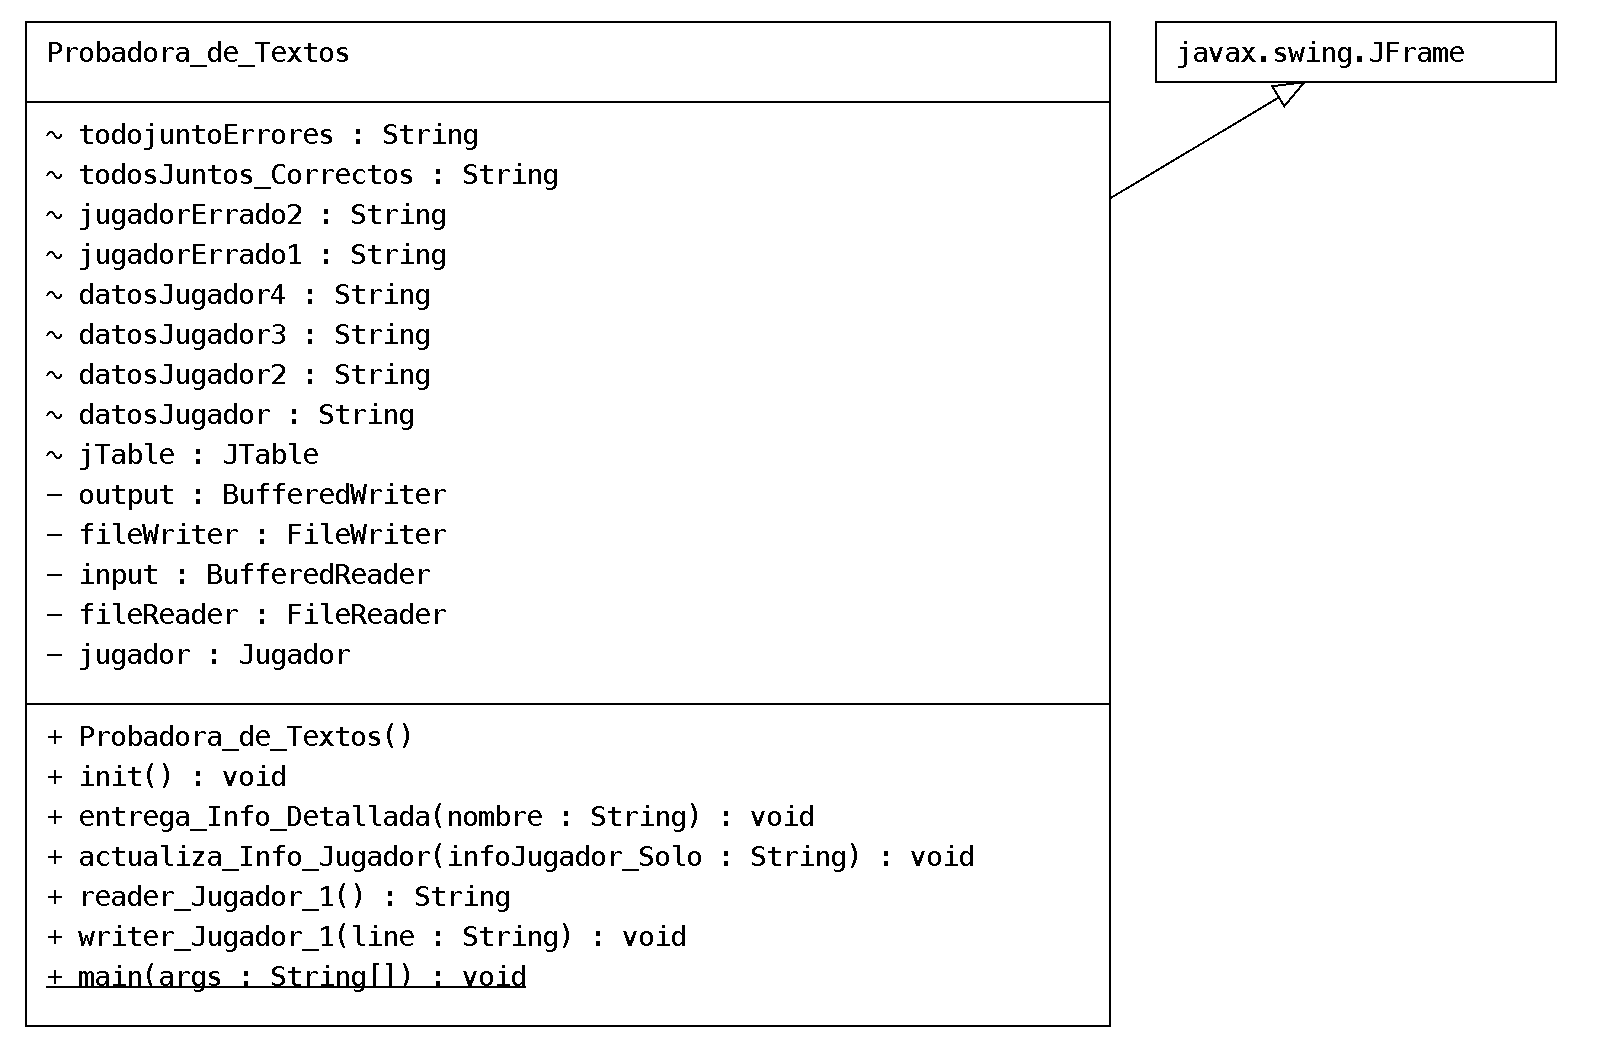 Probadora_de_Textos
javax.swing.JFrame
~ todojuntoErrores : String
~ todosJuntos_Correctos : String
~ jugadorErrado2 : String
~ jugadorErrado1 : String
~ datosJugador4 : String
~ datosJugador3 : String
~ datosJugador2 : String
~ datosJugador : String
~ jTable : JTable
− output : BufferedWriter
− fileWriter : FileWriter
− input : BufferedReader
− fileReader : FileReader
− jugador : Jugador
+ Probadora_de_Textos()
+ init() : void
+ entrega_Info_Detallada(nombre : String) : void
+ actualiza_Info_Jugador(infoJugador_Solo : String) : void
+ reader_Jugador_1() : String
+ writer_Jugador_1(line : String) : void
+ main(args : String[]) : void